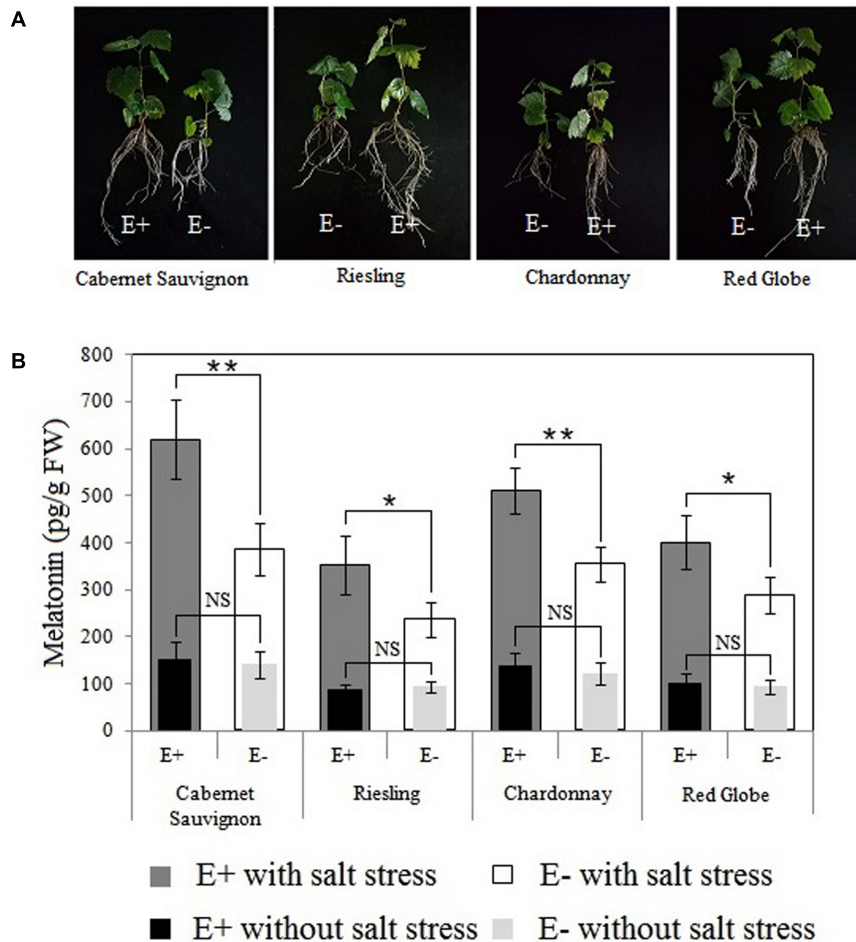 A
E+ E- E- E+ E- E+ E- E+
Cabernet Sauvignon Riesling Chardonnay Red Globe
B
Melatonin (pg/g FW)
800
700
600
500
400
300
200
100
0
** * ** *
NS NS NS NS
E+ E- E+ E- E+ E- E+ E-
Cabernet Sauvignon Riesling Chardonnay Red Globe
E+ with salt stress E- with salt stress
E+ without salt stress E- without salt stress